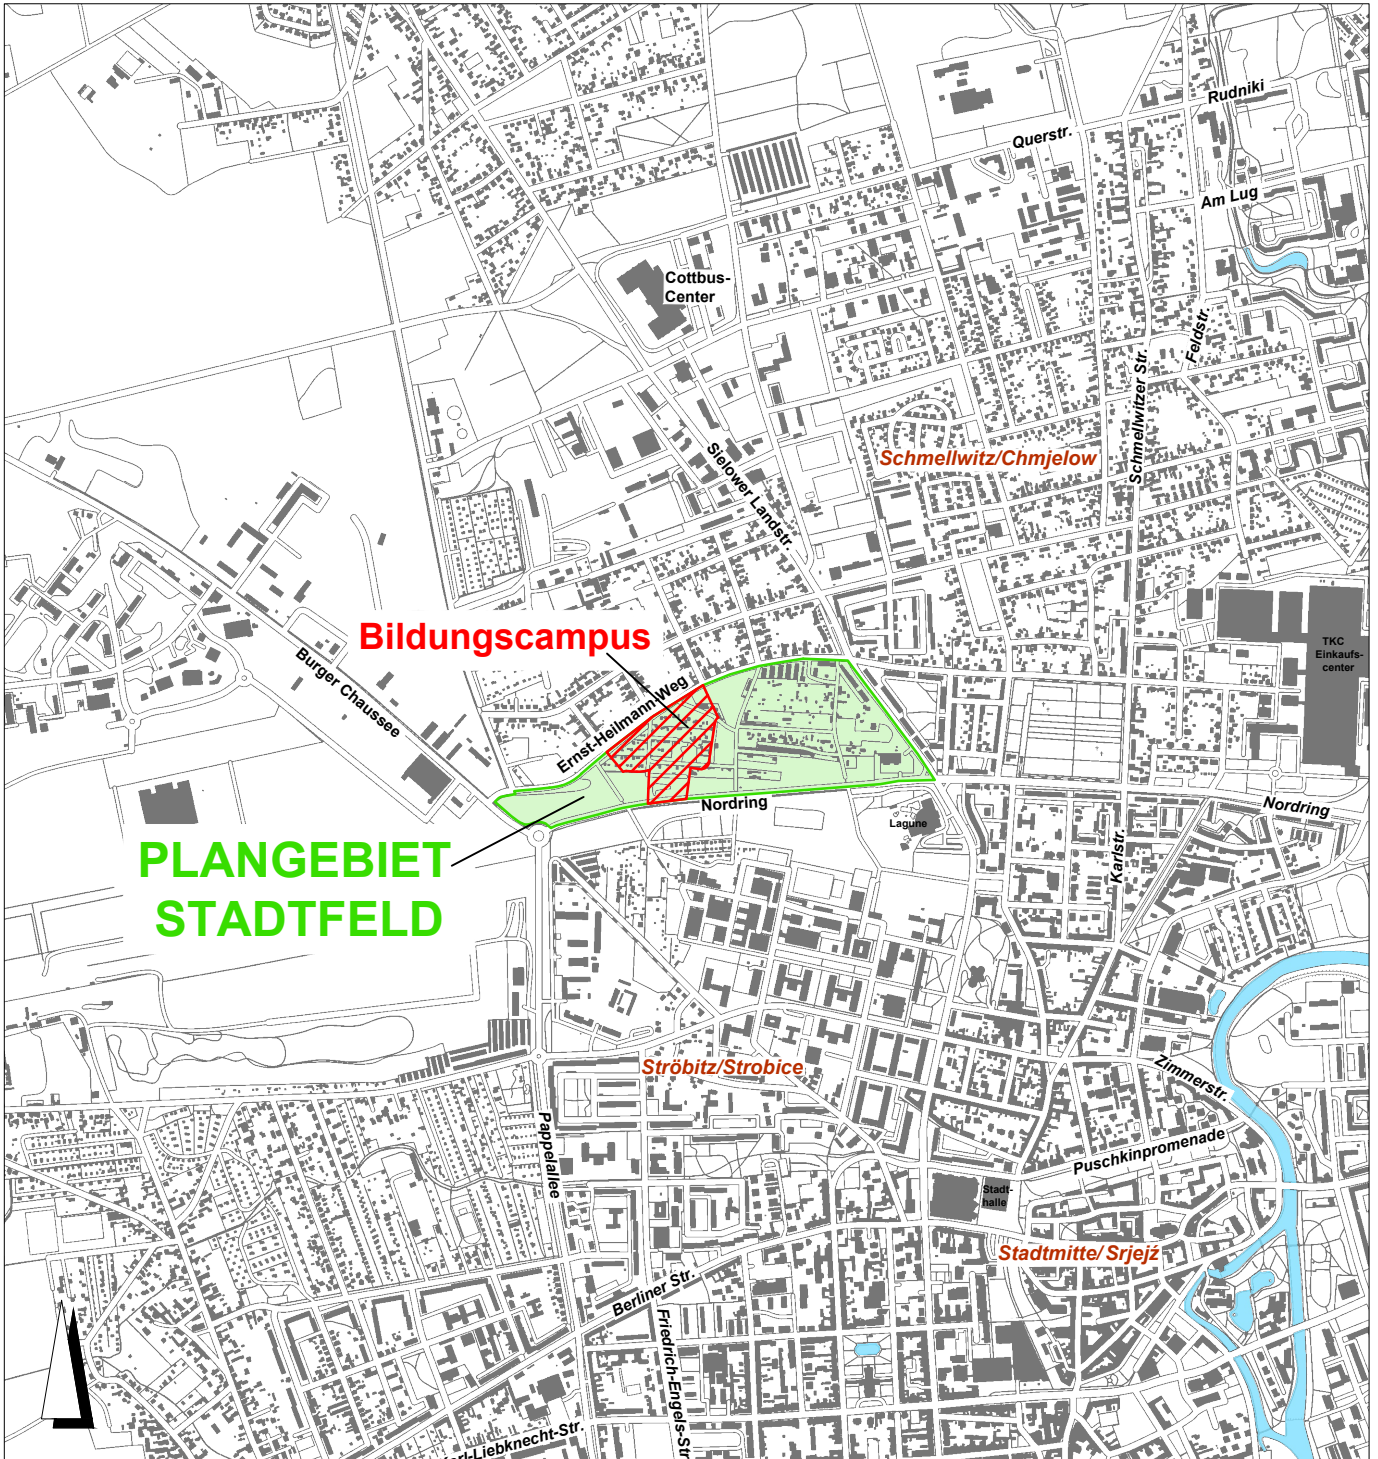 Rudniki
Querstr.
Am Lug
Cottbus-
Center
Feldstr.
Schmellwitzer Str.
Sielower Landstr.
Schmellwitz/Chmjelow
Bildungscampus
TKC
Einkaufs-
center
Burger Chaussee
Ernst-Heilmann-Weg
Nordring
Nordring
Lagune
Karlstr.
PLANGEBIET
STADTFELD
Ströbitz/Strobice
Zimmerstr.
Pappelallee
Puschkinpromenade
Stadt-
halle
Stadtmitte/ Srjejź
Berliner Str.
Friedrich-Engels-Str
arl-Liebknecht-Str.